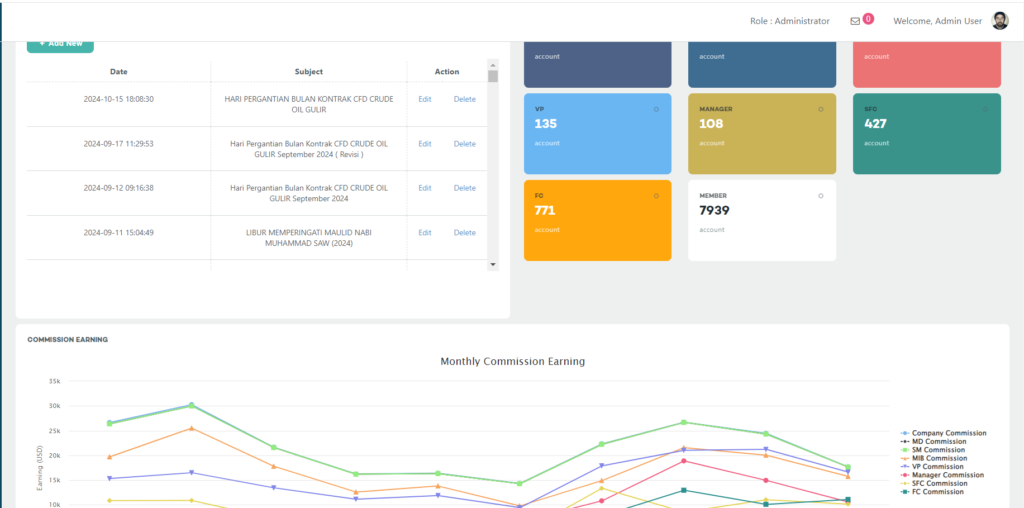 Role : Administrator
0
Welcome, Admin User
+ Add New
Date
Subject
Action
2024-10-15 18:08:30
HARI PERGANTIAN BULAN KONTRAK CFD CRUDE
OIL GULIR
Edit
Delete
2024-09-17 11:29:53
Hari Pergantian Bulan Kontrak CFD CRUDE OIL
GULIR September 2024 ( Revisi )
Edit
Delete
2024-09-12 09:16:38
Hari Pergantian Bulan Kontrak CFD CRUDE OIL
GULIR September 2024
Edit
Delete
2024-09-11 15:04:49
LIBUR MEMPERINGATI MAULID NABI
MUHAMMAD SAW (2024)
Edit
Delete
account
account
account
VP
135
account
MANAGER
108
account
SFC
427
account
FC
771
account
MEMBER
7939
account
COMMISSION EARNING
Monthly Commission Earning
Earning (USD)
35k
30k
25k
20k
15k
10k
Company Commission
MD Commission
SM Commission
MIB Commission
VP Commission
Manager Commission
SFC Commission
FC Commission